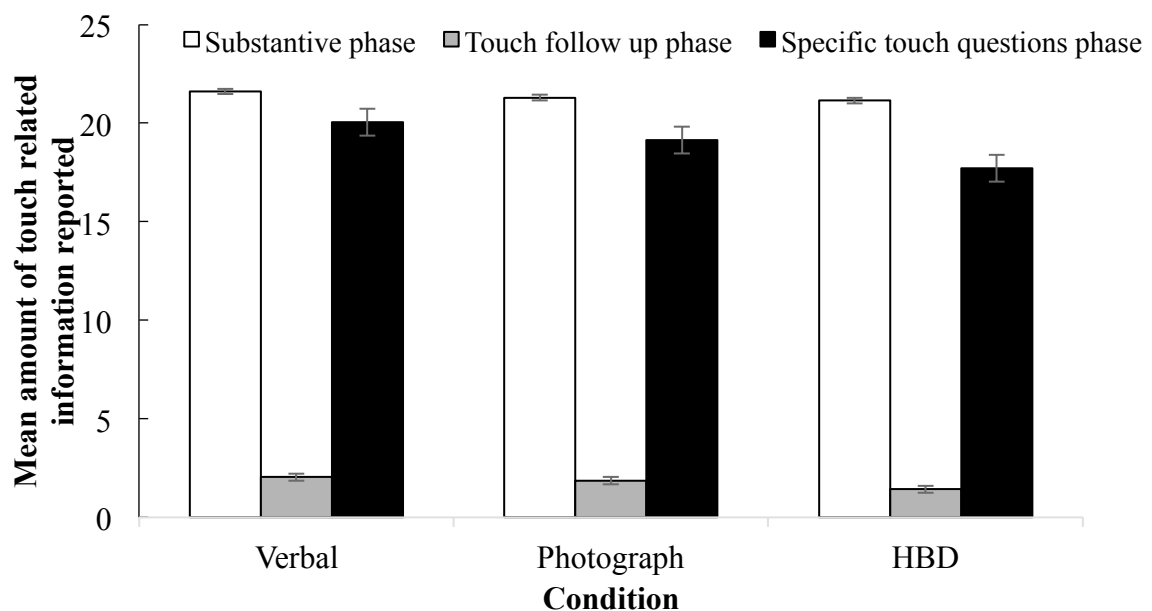 25
Substantive phase Touch follow up phase Specific touch questions phase
20
15
10
5
0
Mean amount of touch related
information reported
Verbal Photograph HBD
Condition